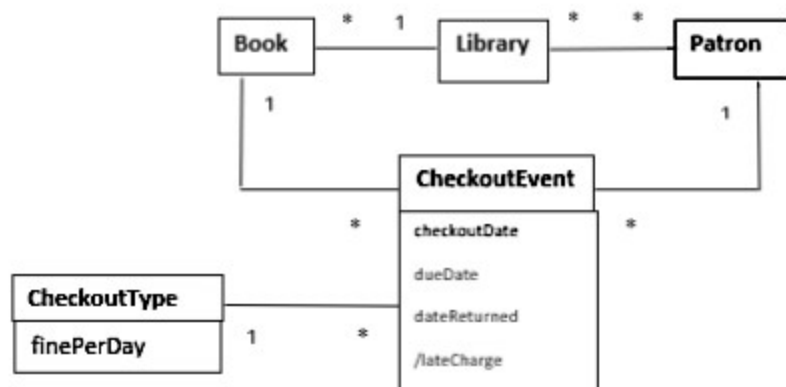 Book * 1 Library * * Patron
1 1
CheckoutEvent
* *
checkoutDate
dueDate
CheckoutType
dateReturned
1 *
finePerDay
/lateCharge